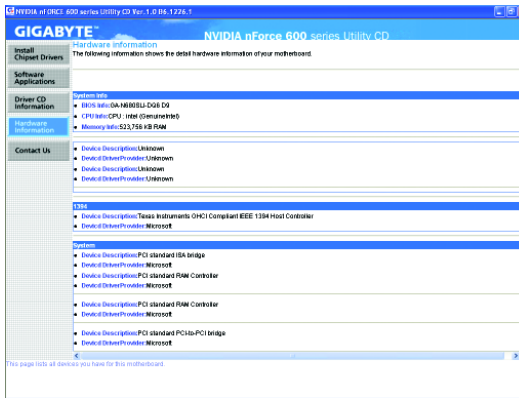 NVIDIA nFORCE 600 series Utility CD Ver.1.0 B6.1226.1
GIGABYTE
NVIDIA nForce 600 series Utility CD
Install
Chipset Drivers
Software
Applications
Driver CD
Information
Hardware
Information
Contact Us
Hardware information
The following information shows the detail hardware information of your motherboard.
System Info
BIOS Info:GA-N680SLI-DQ6 D9
CPU Info:CPU : Intel (GenuineIntel)
Memory Info:523,756 KB RAM
Device Description:Unknown
Device DriverProvider:Unknown
Device Description:Unknown
Device DriverProvider:Unknown
1394
Device Description:Texas Instruments OHCI Compliant IEEE 1394 Host Controller
Device DriverProvider:Microsoft
System
Device Description:PCI standard ISA bridge
Device DriverProvider:Microsoft
Device Description:PCI standard RAM Controller
Device DriverProvider:Microsoft
Device Description:PCI standard RAM Controller
Device DriverProvider:Microsoft
Device Description:PCI standard PCI-to-PCI bridge
Device DriverProvider:Microsoft
This page lists all devices you have for this motherboard.